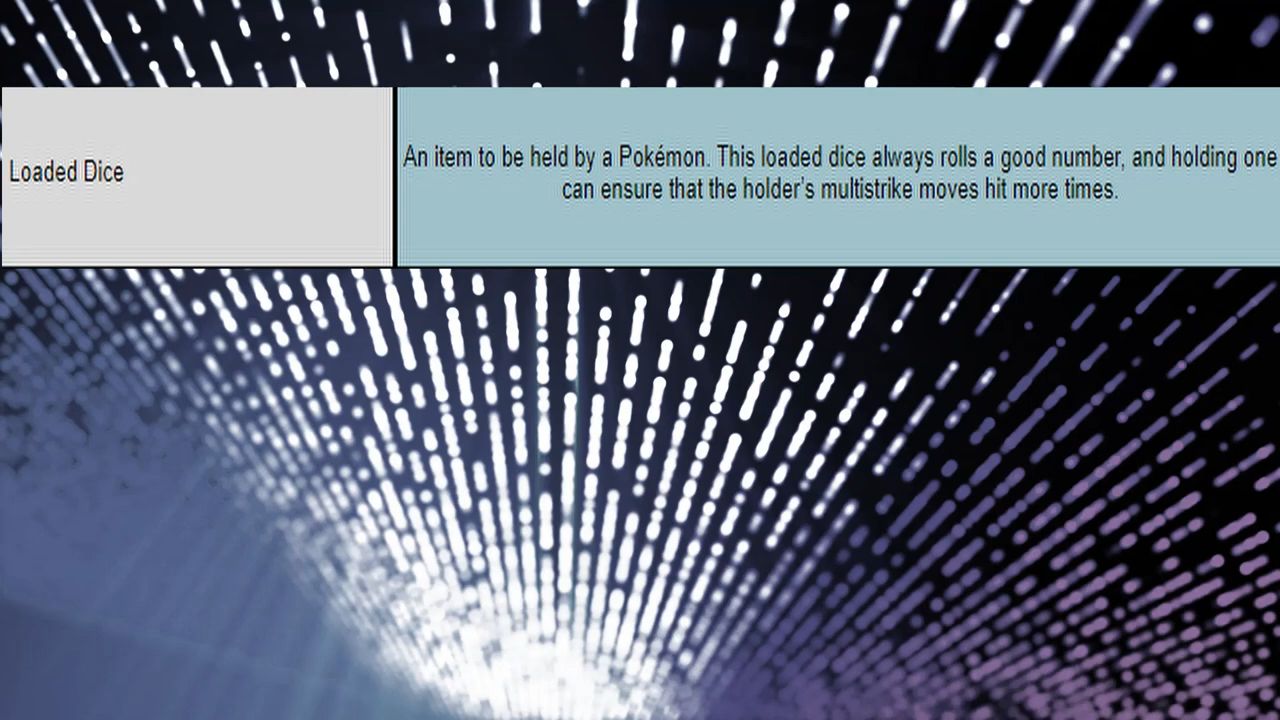 Loaded Dice
An item to be held by a Pokémon. This loaded dice always rolls a good number, and holding one
can ensure that the holder's multistrike moves hit more times.